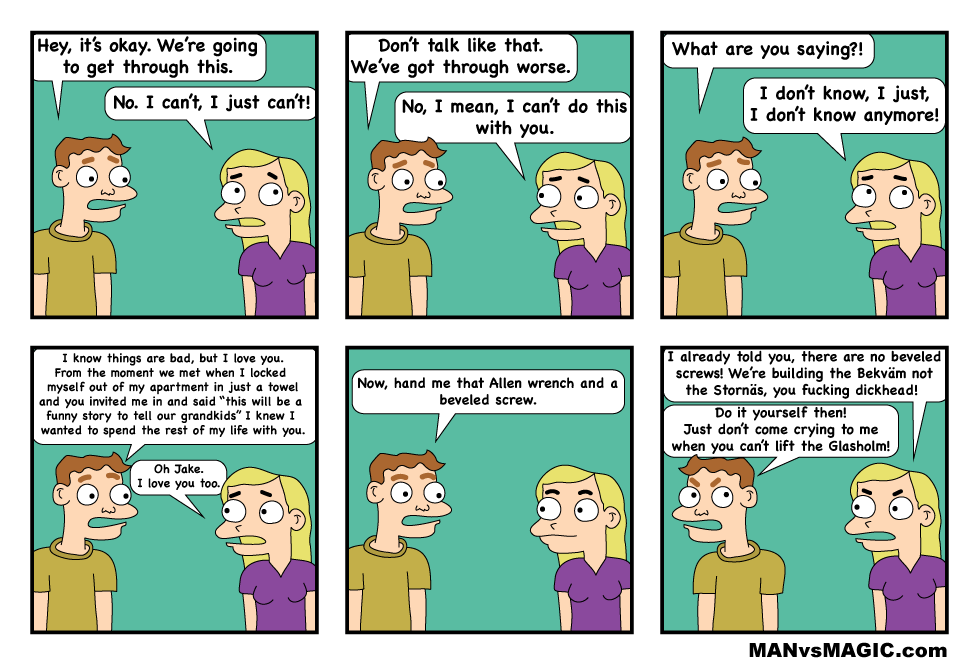 Hey, it's okay. We're going
to get through this.
No. I can't, I just can't!
Don't talk like that.
We've got through worse.
No, I mean, I can't do this
with you.
What are you saying?!
I don't know, I just,
I don't know anymore!
I know things are bad, but I love you.
From the moment we met when I locked
myself out of my apartment in just a towel
and you invited me in and said “this will be a
funny story to tell our grandkids” I knew I
wanted to spend the rest of my life with you.
Oh Jake.
I love you too.
Now, hand me that Allen wrench and a
beveled screw.
I already told you, there are no beveled
screws! We're building the Bekväm not
the Stornäs, you fucking dickhead!
Do it yourself then!
Just don't come crying to me
when you can't lift the Glasholm!
MANvsMAGIC.com